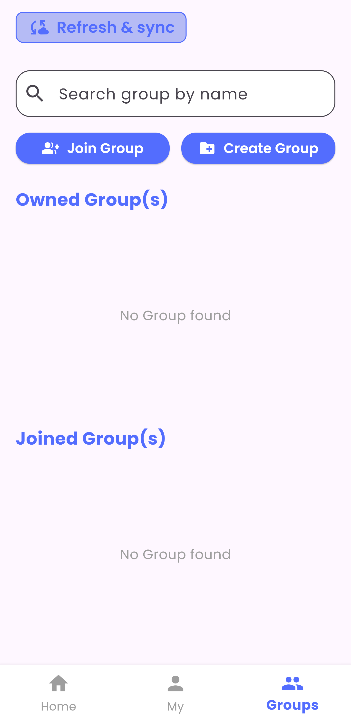 Refresh & sync
Search group by name
Join Group
Create Group
Owned Group(s)
No Group found
Joined Group(s)
No Group found
Home
My
Groups